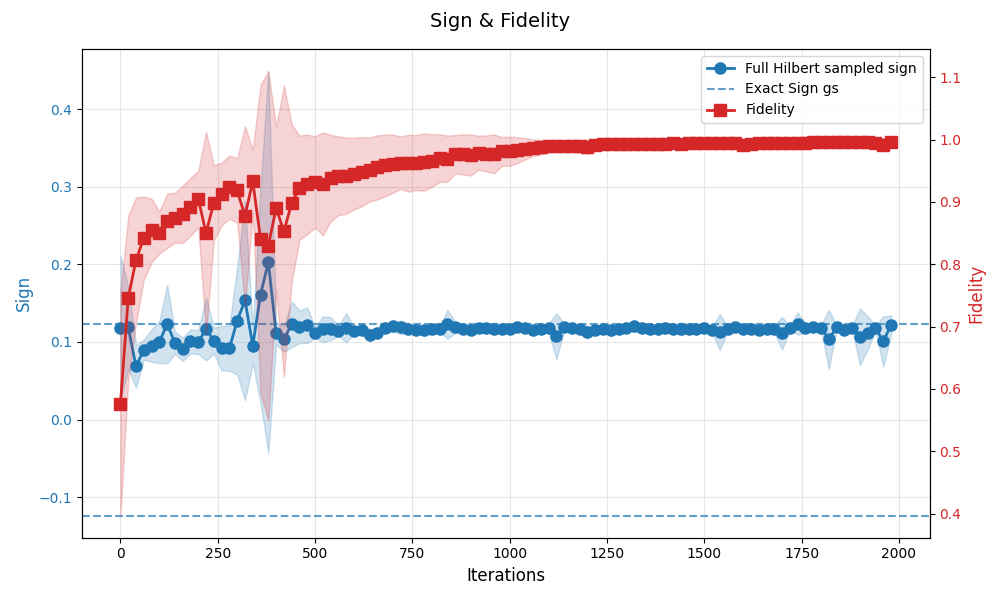 Sign & Fidelity
Full Hilbert sampled sign
Exact Sign gs
Fidelity
0.4
0.3
0.2
0.1
0.0
−0.1
Sign
1.1
1.0
0.9
0.8
0.7
0.6
0.5
0.4
Fidelity
0 250 500 750 1000 1250 1500 1750 2000
Iterations